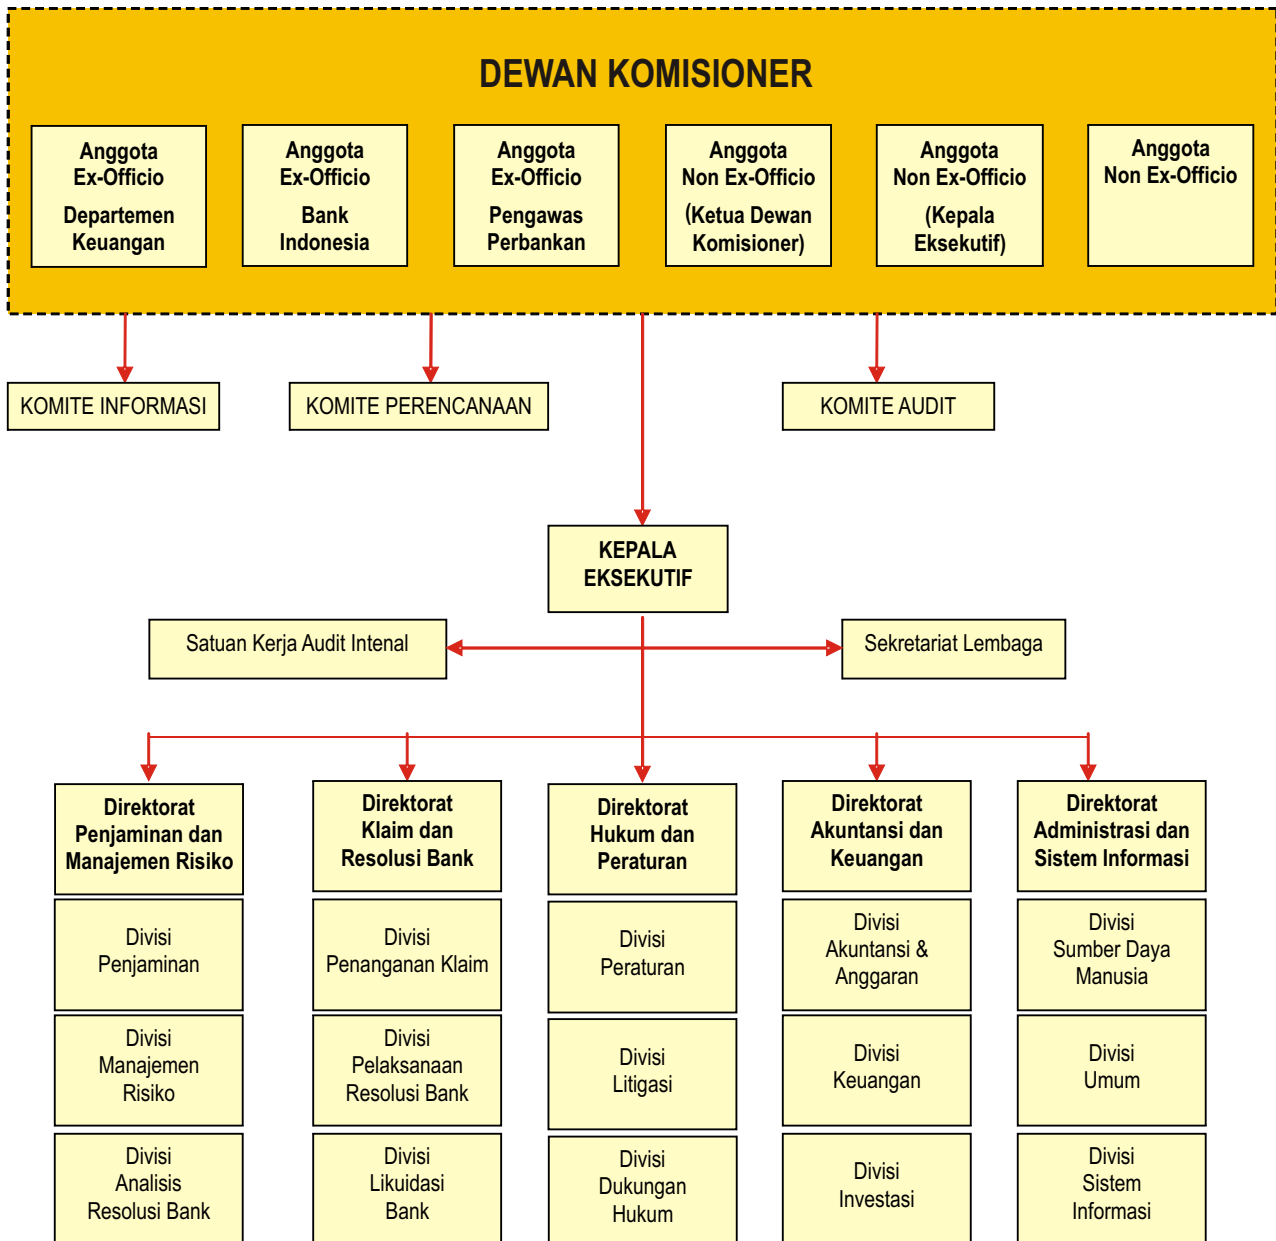 DEWAN KOMISIONER
Anggota
Ex-Officio
Departemen
Keuangan
Anggota
Ex-Officio
Bank
Indonesia
Anggota
Ex-Officio
Pengawas
Perbankan
Anggota
Non Ex-Officio
(Ketua Dewan
Komisioner)
Anggota
Non Ex-Officio
(Kepala
Eksekutif)
Anggota
Non Ex-Officio
KOMITE INFORMASI
KOMITE PERENCANAAN
KOMITE AUDIT
KEPALA
EKSEKUTIF
Satuan Kerja Audit Intenal
Sekretariat Lembaga
Direktorat
Penjaminan dan
Manajemen Risiko
Divisi
Penjaminan
Divisi
Manajemen
Risiko
Divisi
Analisis
Resolusi Bank
Direktorat
Klaim dan
Resolusi Bank
Divisi
Penanganan Klaim
Divisi
Pelaksanaan
Resolusi Bank
Divisi
Likuidasi
Bank
Direktorat
Hukum dan
Peraturan
Divisi
Peraturan
Divisi
Litigasi
Divisi
Dukungan
Hukum
Direktorat
Akuntansi dan
Keuangan
Divisi
Akuntansi &
Anggaran
Divisi
Keuangan
Divisi
Investasi
Direktorat
Administrasi dan
Sistem Informasi
Divisi
Sumber Daya
Manusia
Divisi
Umum
Divisi
Sistem
Informasi